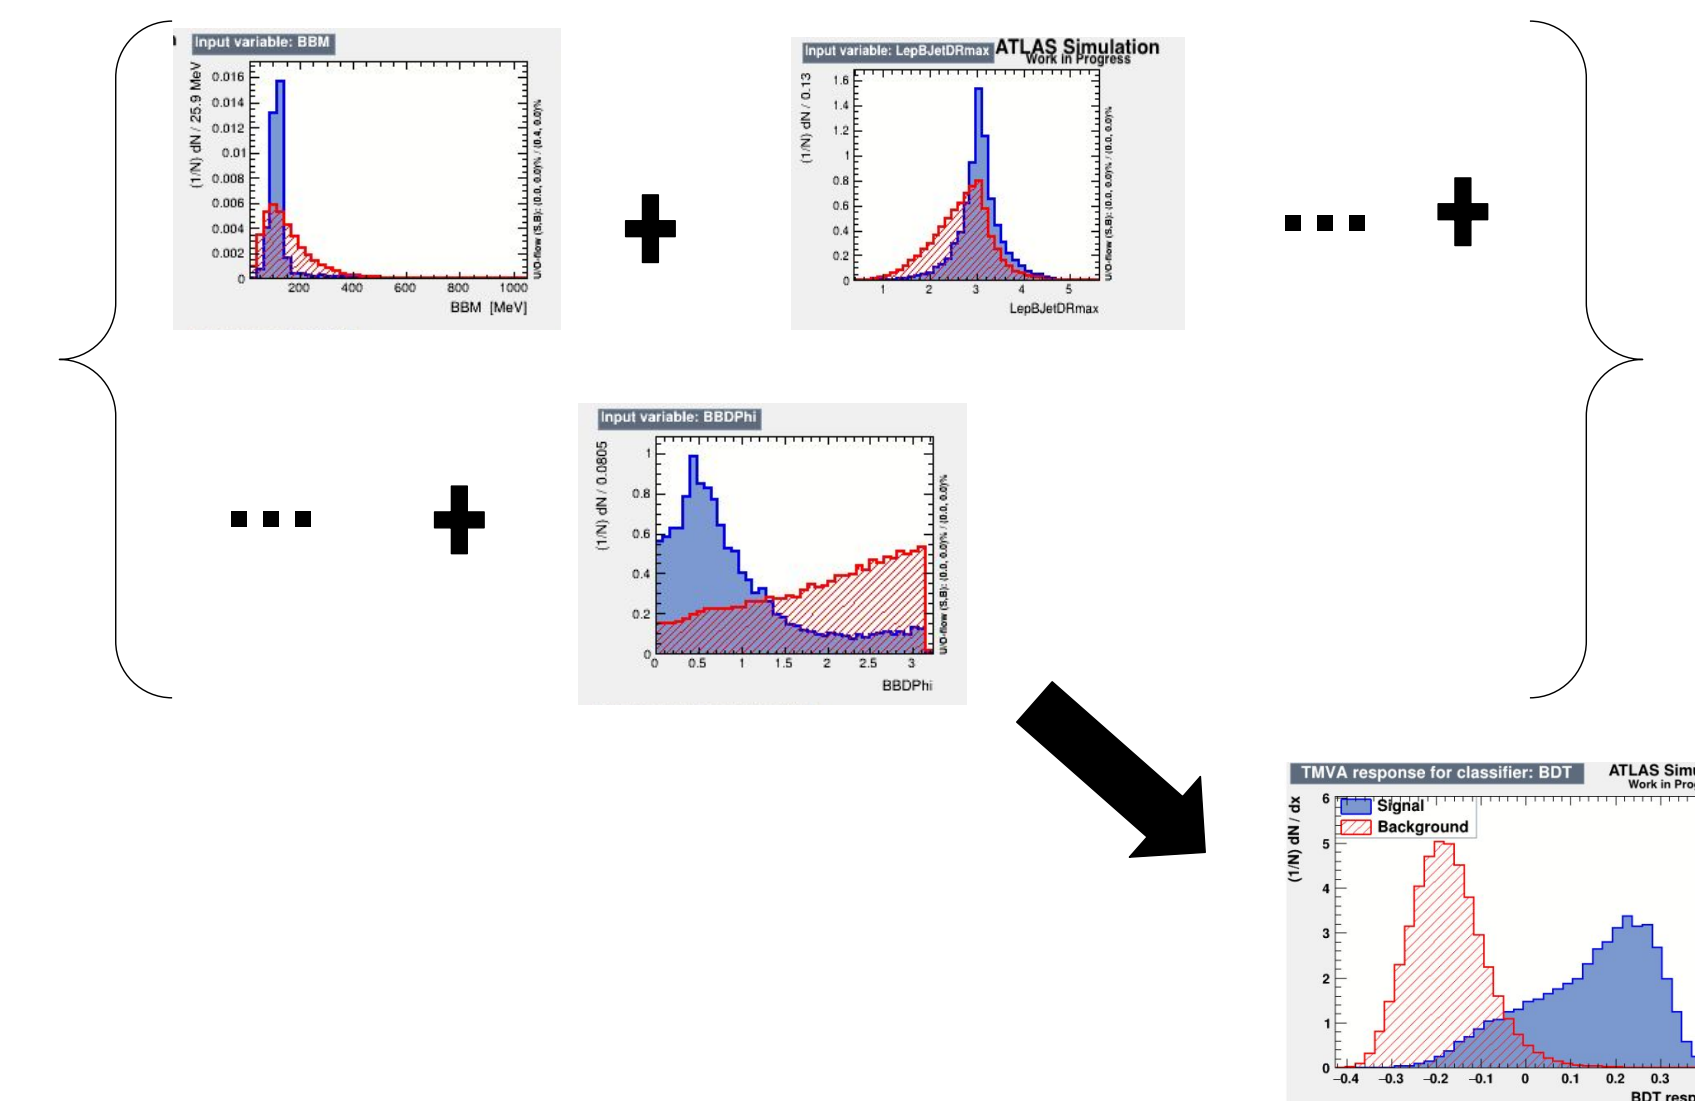 Input variable: BBM
(1/N) dN / 25.9 MeV
0.016
0.014
0.012
0.01
0.008
0.006
0.004
0.002
0
200 400 600 800 1000
BBM [MeV]
U/O-flow (S,B): (0.0, 0.0)% / (0.4, 0.0)%
Input variable: LepBJetDRmax
ATLAS Simulation
Work in Progress
(1/N) dN / 0.13
1.6
1.4
1.2
1
0.8
0.6
0.4
0.2
0
1 2 3 4 5
LepBJetDRmax
U/O-flow (S,B): (0.0, 0.0)% / (0.0, 0.0)%
Input variable: BBDPhi
(1/N) dN / 0.0805
1
0.8
0.6
0.4
0.2
0
0 0.5 1 1.5 2 2.5 3
BBDPhi
U/O-flow (S,B): (0.0, 0.0)% / (0.0, 0.0)%
TMVA response for classifier: BDT
ATLAS Simu
Work in Prog
(1/N) dN / dx
Signal
Background
6
5
4
3
2
1
0
−0.4 −0.3 −0.2 −0.1 0 0.1 0.2 0.3
BDT resp